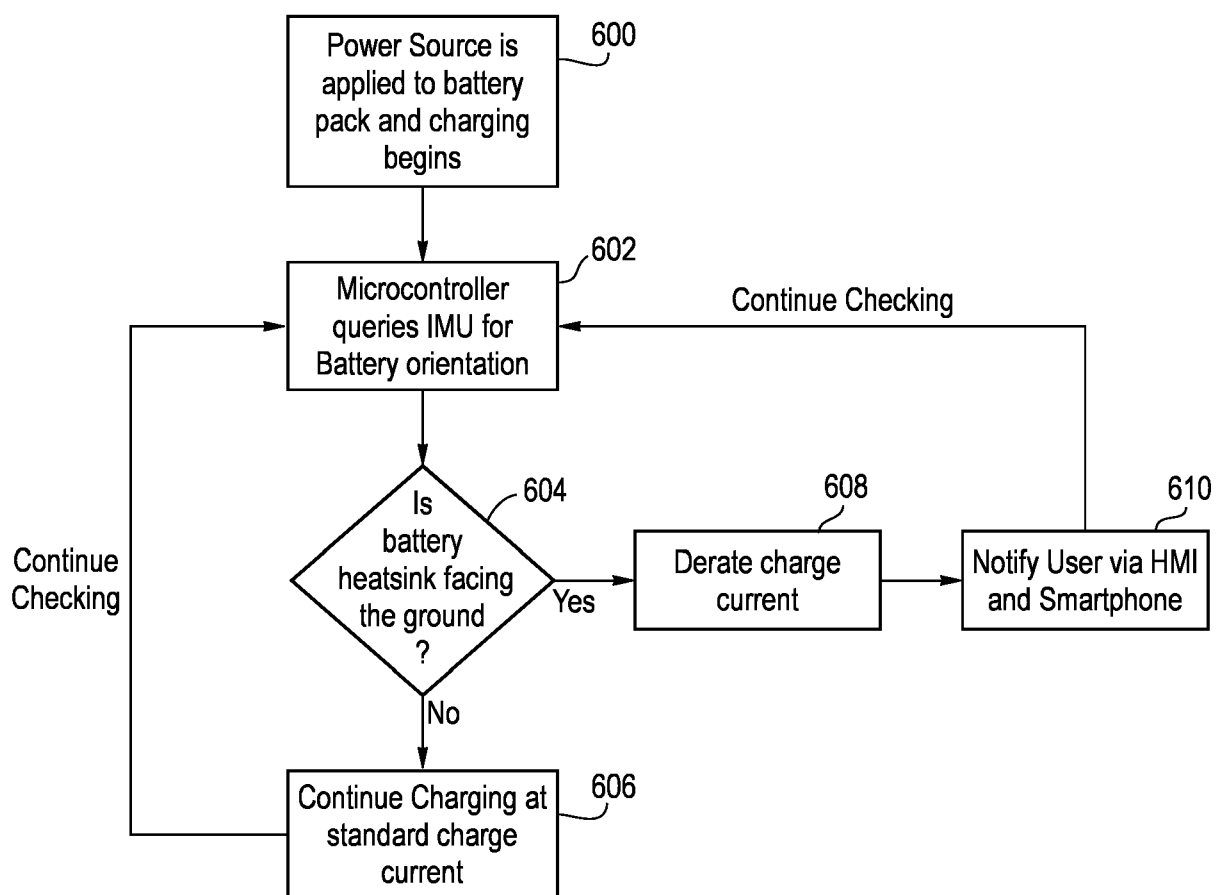 Power Source is
applied to battery
pack and charging
begins
600
602
Microcontroller
queries IMU for
Battery orientation
Continue Checking
604
Is
battery
heatsink facing
the ground
?
Yes
608
Derate charge
current
610
Notify User via HMI
and Smartphone
Continue
Checking
No
606
Continue Charging at
standard charge
current